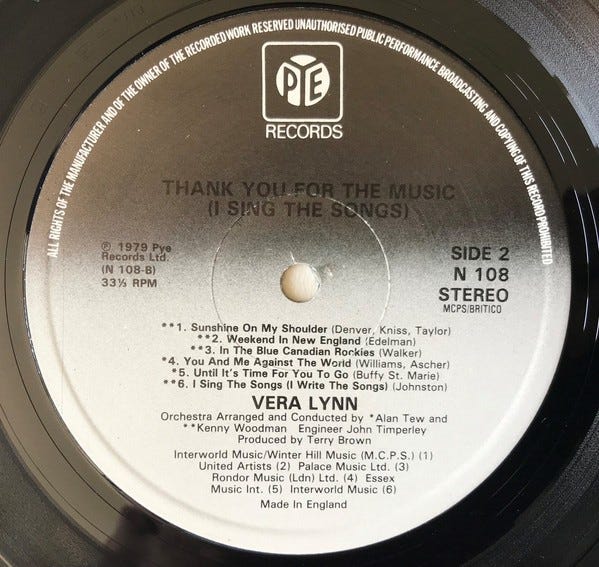 ALL RIGHTS OF THE MANUFACTURER AND OF THE OWNER OF THE RECORDED WORK RESERVED UNAUTHORISED PUBLIC PERFORMANCE BROADCASTING AND COPYING OF THIS RECORD PROHIBITED
PYE
RECORDS
THANK YOU FOR THE MUSIC
(I SING THE SONGS)
℗ 1979 Pye
Records Ltd.
(N 108-B)
33⅓ RPM
SIDE 2
N 108
STEREO
MCPS/BRITICO
**1. Sunshine On My Shoulder (Denver, Kniss, Taylor)
**2. Weekend In New England (Edelman)
**3. In The Blue Canadian Rockies (Walker)
*4. You And Me Against The World (Williams, Ascher)
*5. Until It's Time For You To Go (Buffy St. Marie)
**6. I Sing The Songs (I Write The Songs) (Johnston)
VERA LYNN
Orchestra Arranged and Conducted by *Alan Tew and
**Kenny Woodman Engineer John Timperley
Produced by Terry Brown
Interworld Music/Winter Hill Music (M.C.P.S.) (1)
United Artists (2) Palace Music Ltd. (3)
Rondor Music (Ldn) Ltd. (4) Essex
Music Int. (5) Interworld Music (6)
Made in England